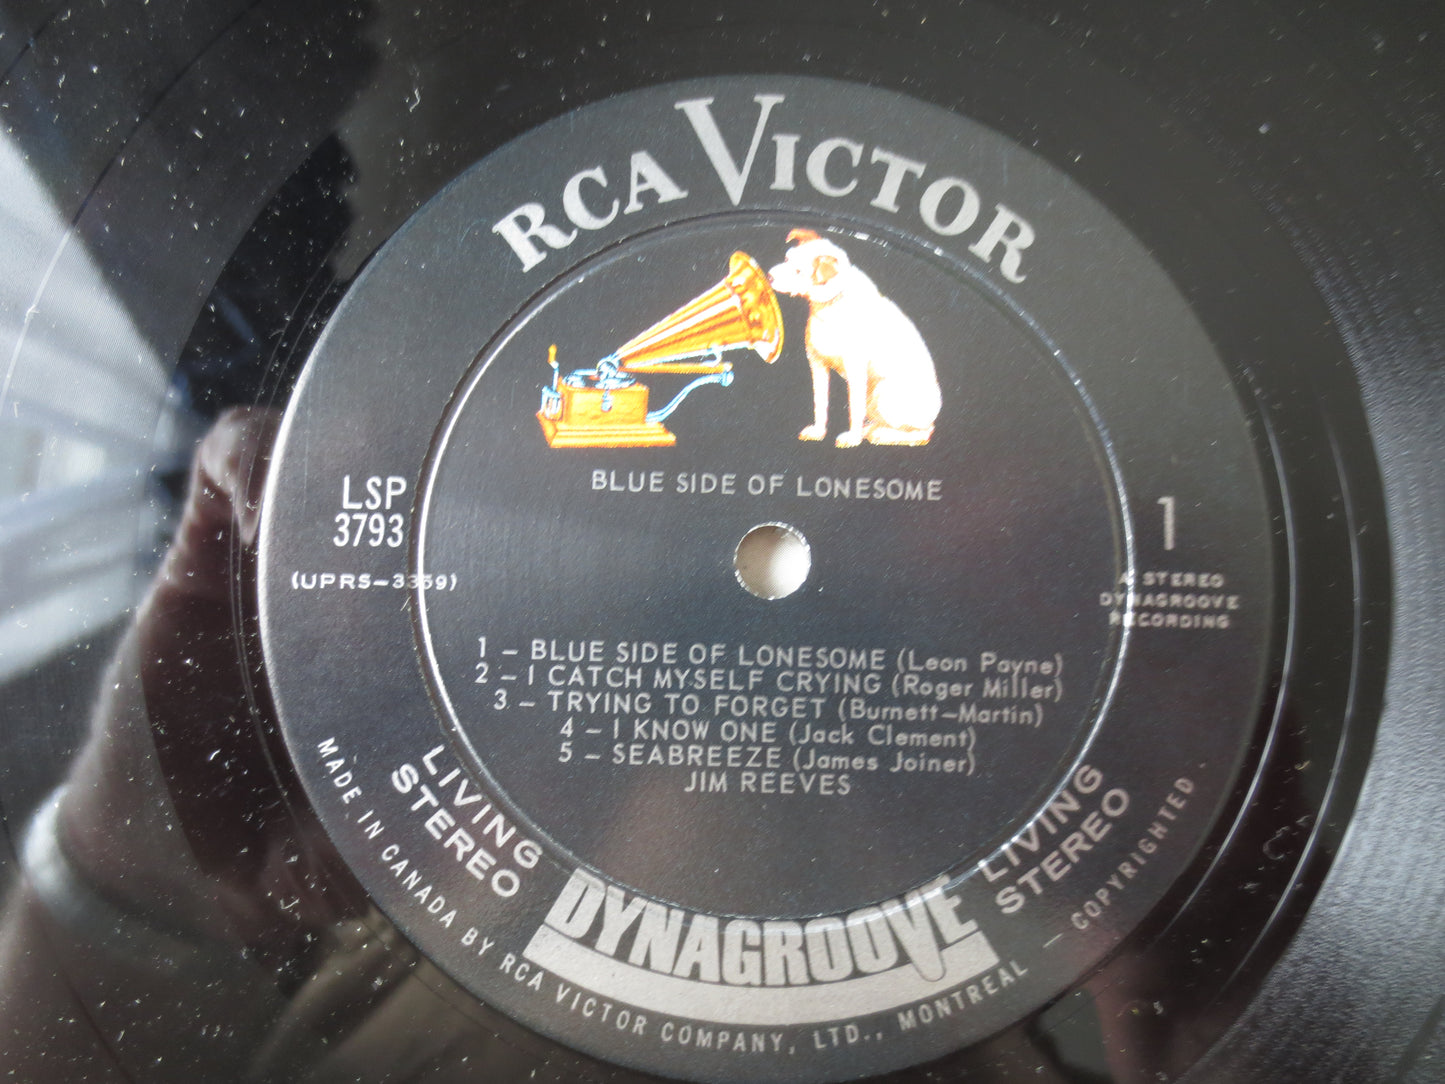 RCA VICTOR
BLUE SIDE OF LONESOME
LSP
3793
(UPRS-3359)
1
A STEREO
DYNAGROOVE
RECORDING
1 - BLUE SIDE OF LONESOME (Leon Payne)
2 - I CATCH MYSELF CRYING (Roger Miller)
3 - TRYING TO FORGET (Burnett-Martin)
4 - I KNOW ONE (Jack Clement)
5 - SEABREEZE (James Joiner)
JIM REEVES
LIVING
STEREO
DYNAGROOVE
LIVING
STEREO
MADE IN CANADA BY RCA VICTOR COMPANY, LTD., MONTREAL — COPYRIGHTED.